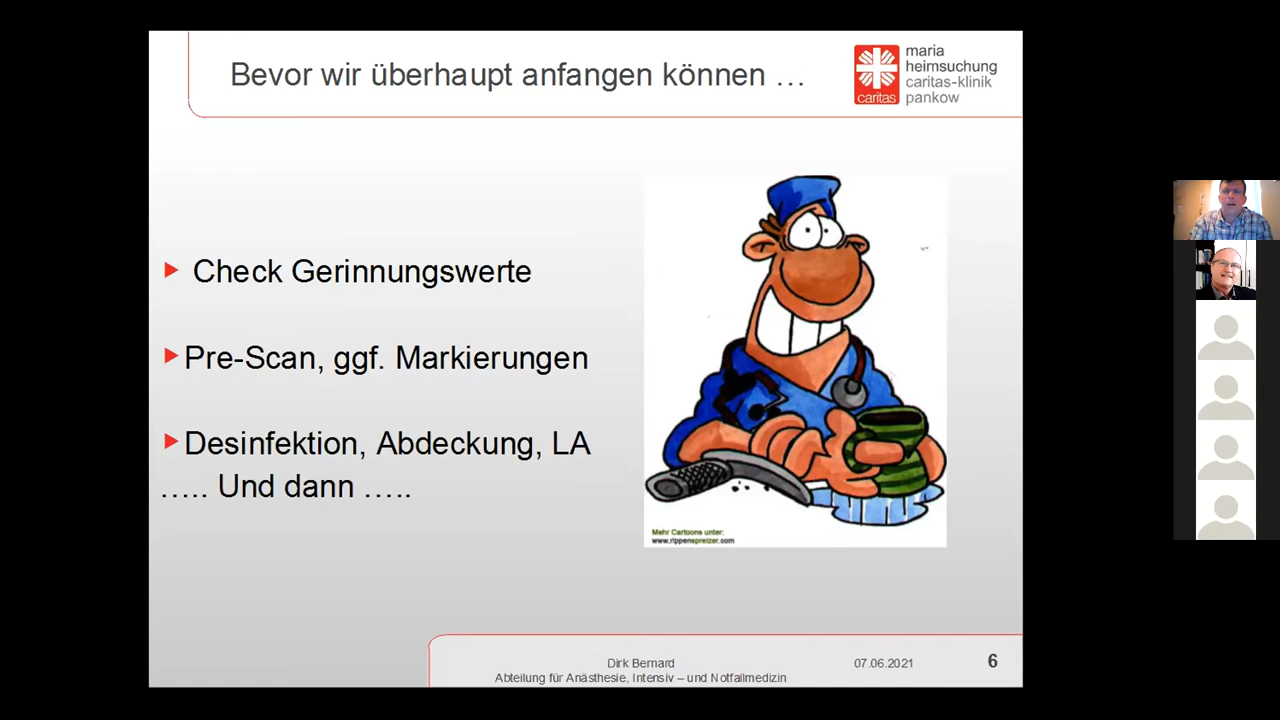 Bevor wir überhaupt anfangen können …
maria
heimsuchung
caritas-klinik
pankow
caritas
Check Gerinnungswerte
Pre-Scan, ggf. Markierungen
Desinfektion, Abdeckung, LA
….. Und dann …..
Mehr Cartoons unter:
www.rippenspreizer.com
Dirk Bernard
Abteilung für Anästhesie, Intensiv – und Notfallmedizin
07.06.2021
6